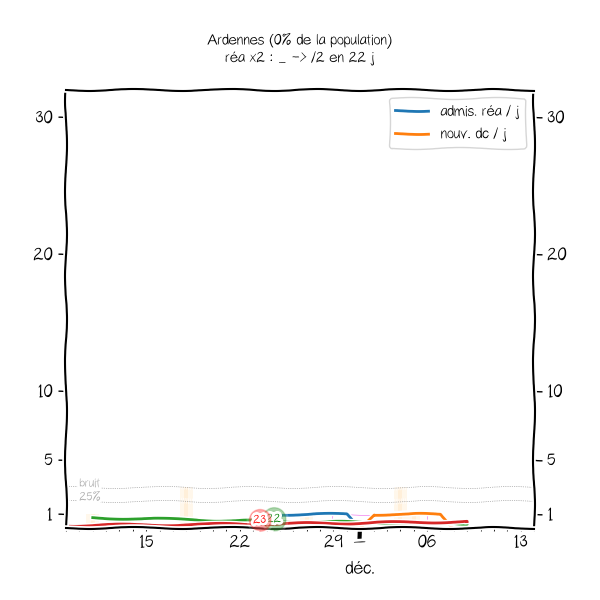 Ardennes (0% de la population)
réa x2 : _ -> /2 en 22 j
admis. réa / j
nouv. dc / j
30 30
20 20
10 10
5 5
bruit
25%
1 1
23 22
15 22 29 06 13
déc.